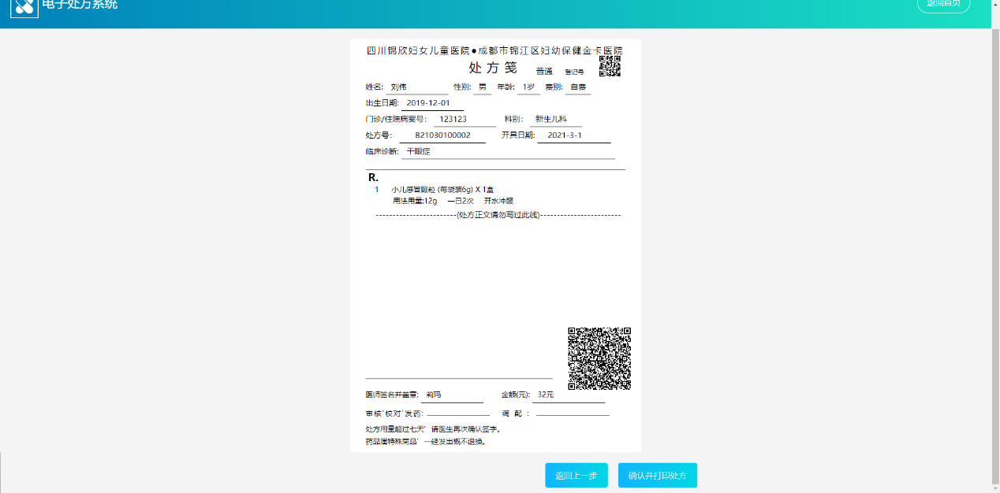 电子处方系统
返回首页
四川锦欣妇女儿童医院●成都市锦江区妇幼保健金卡医院
处方笺 普通 登记号
姓名: 刘伟 性别: 男 年龄: 1岁 费别: 自费
出生日期: 2019-12-01
门诊/住院病案号: 123123 科别: 新生儿科
处方号: B21030100002 开具日期: 2021-3-1
临床诊断: 干眼症
R.
1 小儿感冒颗粒 (每袋装6g) X 1盒
用法用量:12g 一日2次 开水冲服
------------------------(处方正文请勿写过此线)------------------------
医师签名并盖章: 莉玛 金额(元): 32元
审核'校对'发药: 调 配 :
处方用量超过七天' 请医生再次确认签字。
药品属特殊商品' 一经发出概不退换。
返回上一步 确认并打印处方